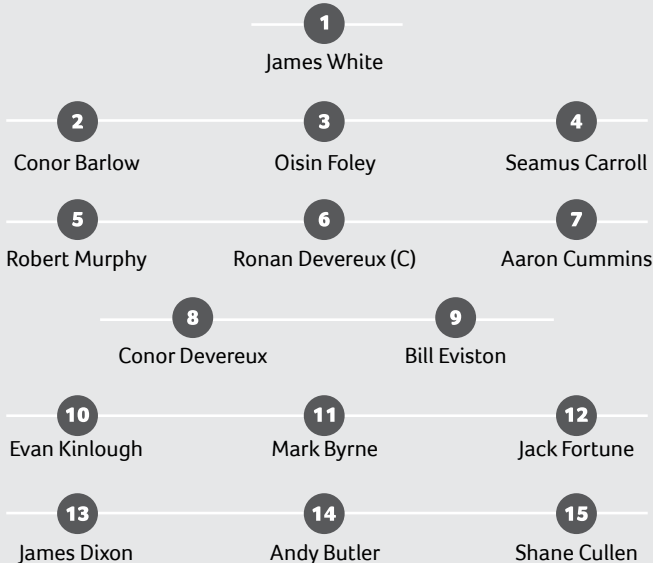 1
James White
2 3 4
Conor Barlow Oisin Foley Seamus Carroll
5 6 7
Robert Murphy Ronan Devereux (C) Aaron Cummins
8 9
Conor Devereux Bill Eviston
10 11 12
Evan Kinlough Mark Byrne Jack Fortune
13 14 15
James Dixon Andy Butler Shane Cullen